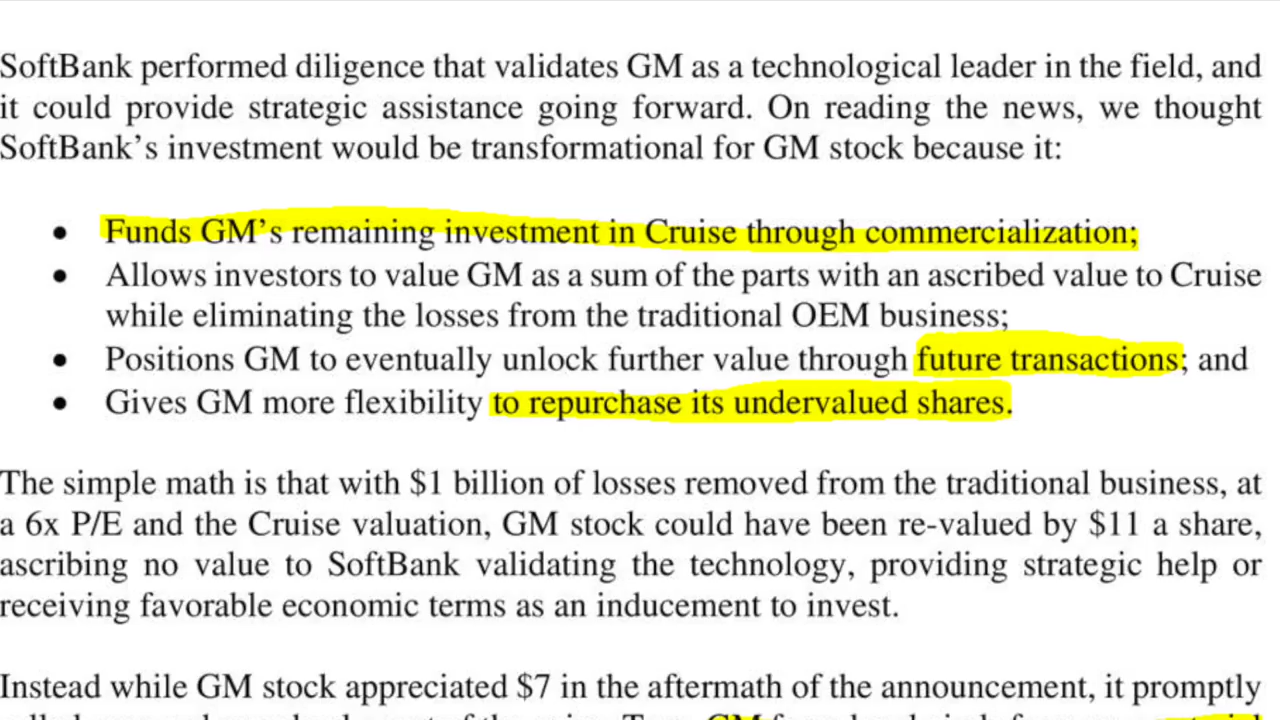 SoftBank performed diligence that validates GM as a technological leader in the field, and
it could provide strategic assistance going forward. On reading the news, we thought
SoftBank's investment would be transformational for GM stock because it:
• Funds GM's remaining investment in Cruise through commercialization;
• Allows investors to value GM as a sum of the parts with an ascribed value to Cruise
while eliminating the losses from the traditional OEM business;
• Positions GM to eventually unlock further value through future transactions; and
• Gives GM more flexibility to repurchase its undervalued shares.
The simple math is that with $1 billion of losses removed from the traditional business, at
a 6x P/E and the Cruise valuation, GM stock could have been re-valued by $11 a share,
ascribing no value to SoftBank validating the technology, providing strategic help or
receiving favorable economic terms as an inducement to invest.
Instead while GM stock appreciated $7 in the aftermath of the announcement, it promptly